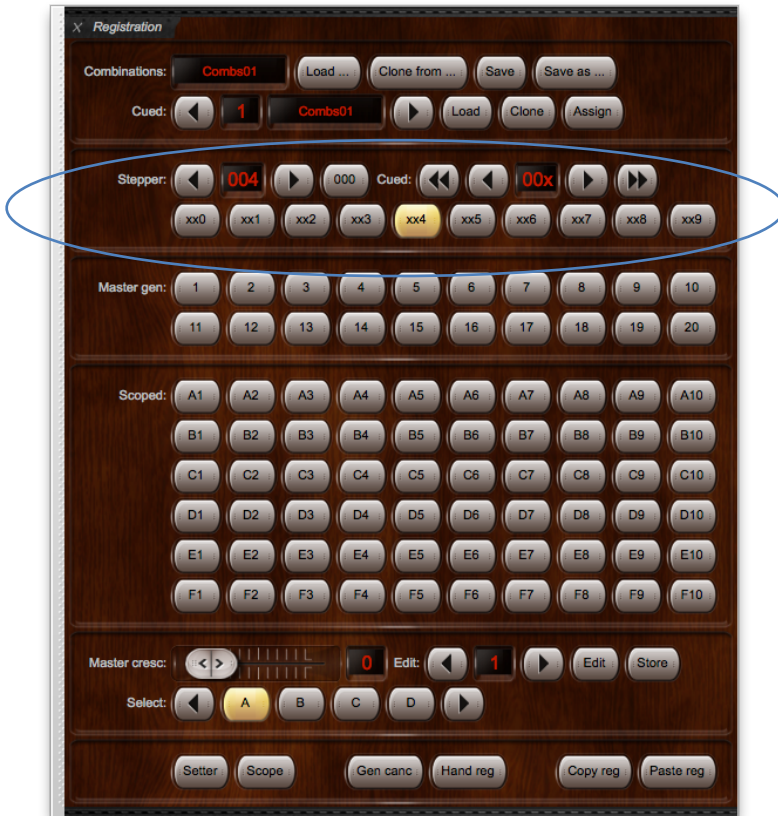 X Registration
Combinations: Combs01 Load ... Clone from ... Save Save as ...
Cued: 1 Combs01 Load Clone Assign
Stepper: 004 000 Cued: 00x
xx0 xx1 xx2 xx3 xx4 xx5 xx6 xx7 xx8 xx9
Master gen: 1 2 3 4 5 6 7 8 9 10
11 12 13 14 15 16 17 18 19 20
Scoped: A1 A2 A3 A4 A5 A6 A7 A8 A9 A10
B1 B2 B3 B4 B5 B6 B7 B8 B9 B10
C1 C2 C3 C4 C5 C6 C7 C8 C9 C10
D1 D2 D3 D4 D5 D6 D7 D8 D9 D10
E1 E2 E3 E4 E5 E6 E7 E8 E9 E10
F1 F2 F3 F4 F5 F6 F7 F8 F9 F10
Master cresc: < > 0 Edit: 1 Edit Store
Select: A B C D
Setter Scope Gen canc Hand reg Copy reg Paste reg